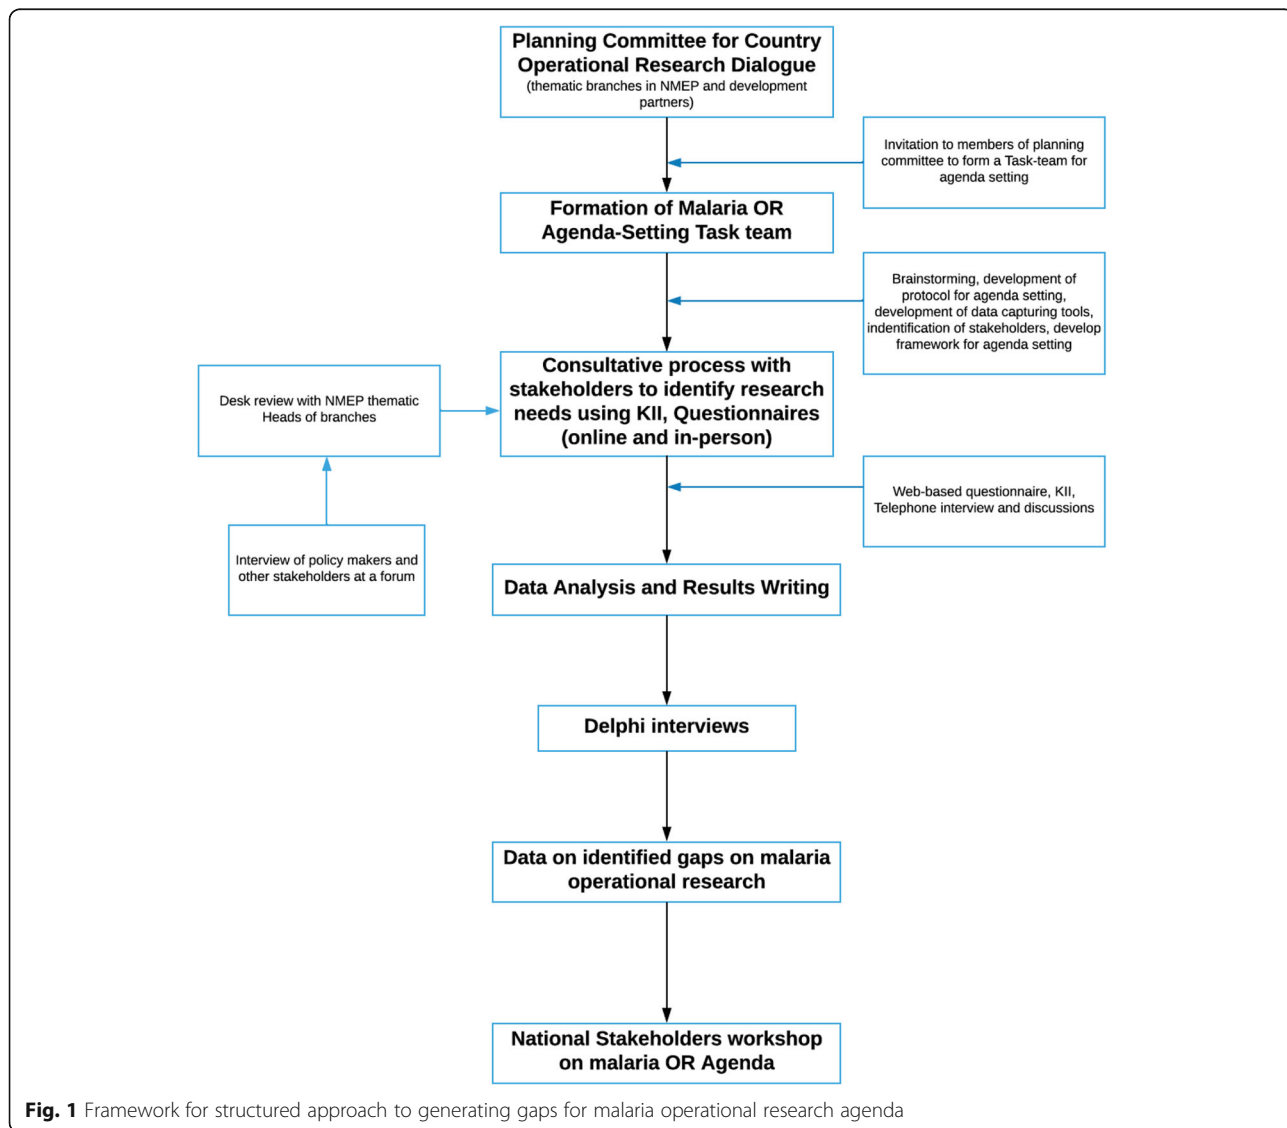 Planning Committee for Country
Operational Research Dialogue
(thematic branches in NMEP and development
partners)
Invitation to members of planning
committee to form a Task-team for
agenda setting
Formation of Malaria OR
Agenda-Setting Task team
Brainstorming, development of
protocol for agenda setting,
development of data capturing tools,
indentification of stakeholders, develop
framework for agenda setting
Consultative process with
stakeholders to identify research
needs using KII, Questionnaires
(online and in-person)
Desk review with NMEP thematic
Heads of branches
Web-based questionnaire, KII,
Telephone interview and discussions
Interview of policy makers and
other stakeholders at a forum
Data Analysis and Results Writing
Delphi interviews
Data on identified gaps on malaria
operational research
National Stakeholders workshop
on malaria OR Agenda
Fig. 1 Framework for structured approach to generating gaps for malaria operational research agenda